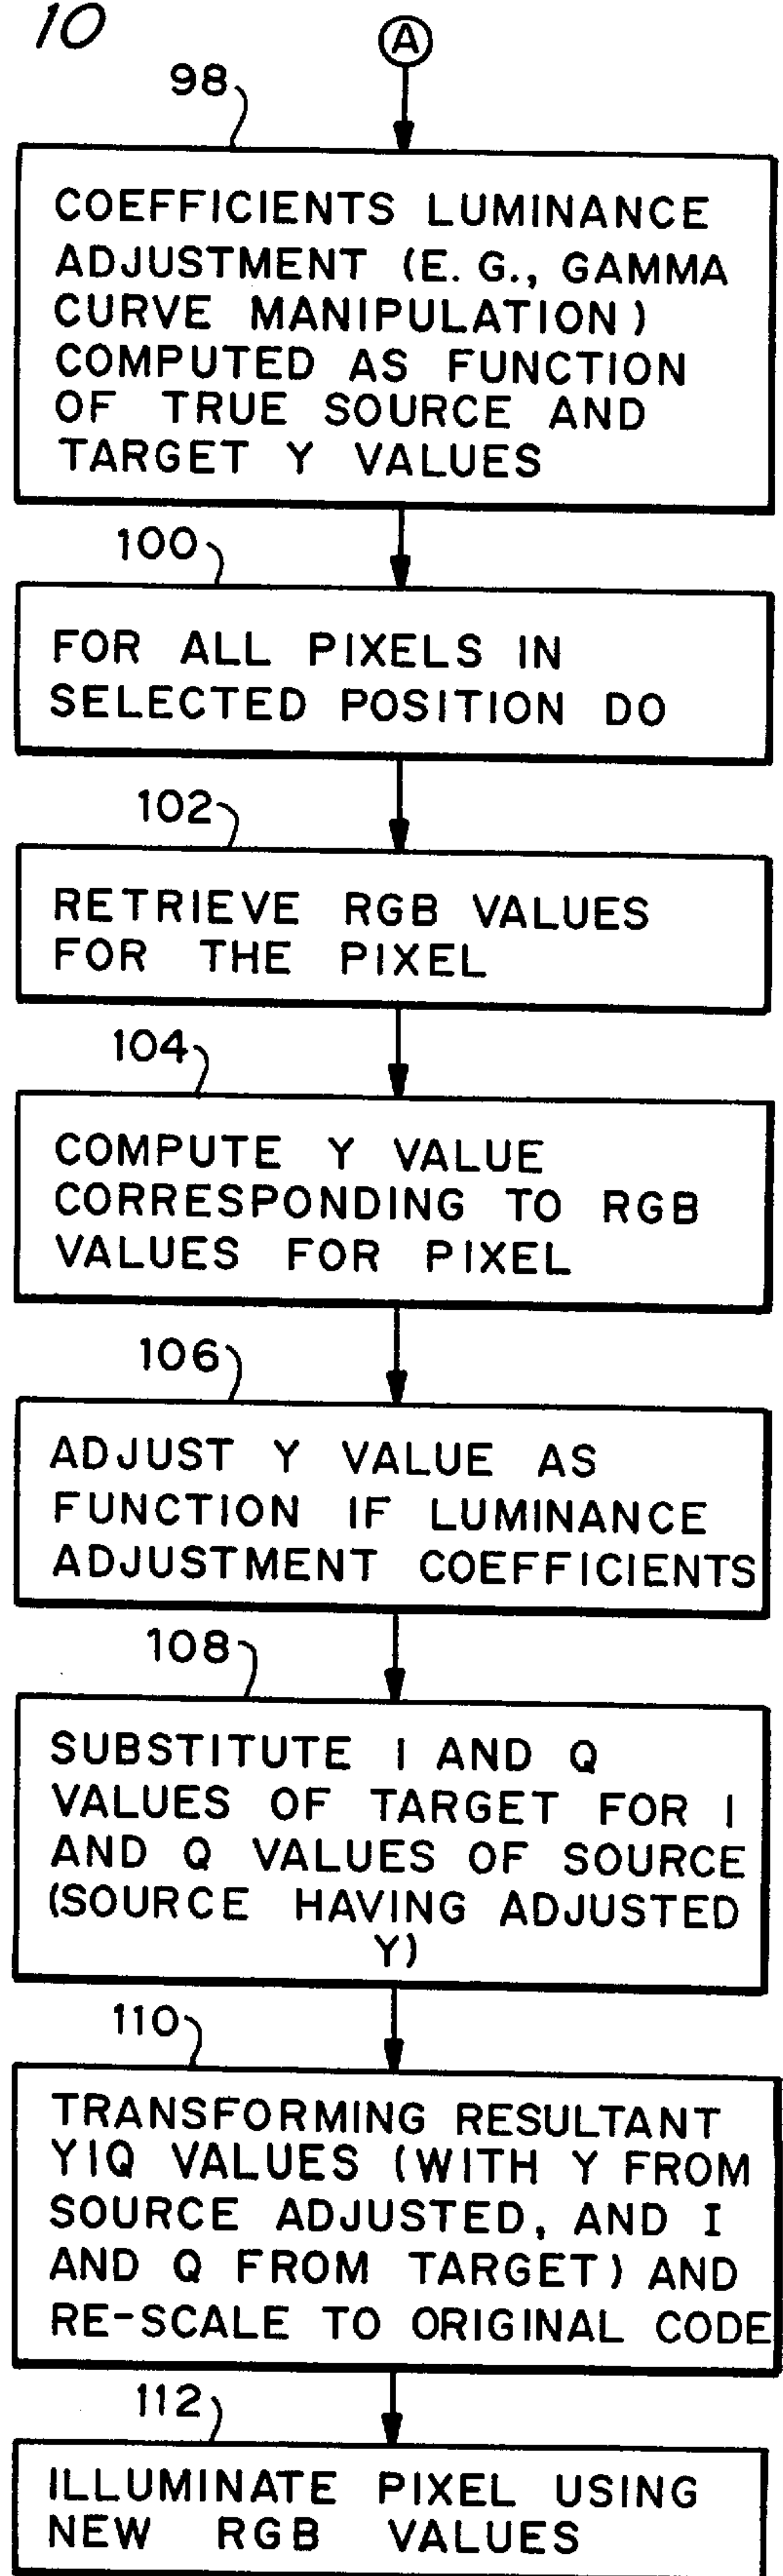 10
A
98
COEFFICIENTS LUMINANCE
ADJUSTMENT (E.G., GAMMA
CURVE MANIPULATION)
COMPUTED AS FUNCTION
OF TRUE SOURCE AND
TARGET Y VALUES
100
FOR ALL PIXELS IN
SELECTED POSITION DO
102
RETRIEVE RGB VALUES
FOR THE PIXEL
104
COMPUTE Y VALUE
CORRESPONDING TO RGB
VALUES FOR PIXEL
106
ADJUST Y VALUE AS
FUNCTION IF LUMINANCE
ADJUSTMENT COEFFICIENTS
108
SUBSTITUTE I AND Q
VALUES OF TARGET FOR I
AND Q VALUES OF SOURCE
(SOURCE HAVING ADJUSTED
Y)
110
TRANSFORMING RESULTANT
YIQ VALUES (WITH Y FROM
SOURCE ADJUSTED, AND I
AND Q FROM TARGET) AND
RE-SCALE TO ORIGINAL CODE
112
ILLUMINATE PIXEL USING
NEW RGB VALUES